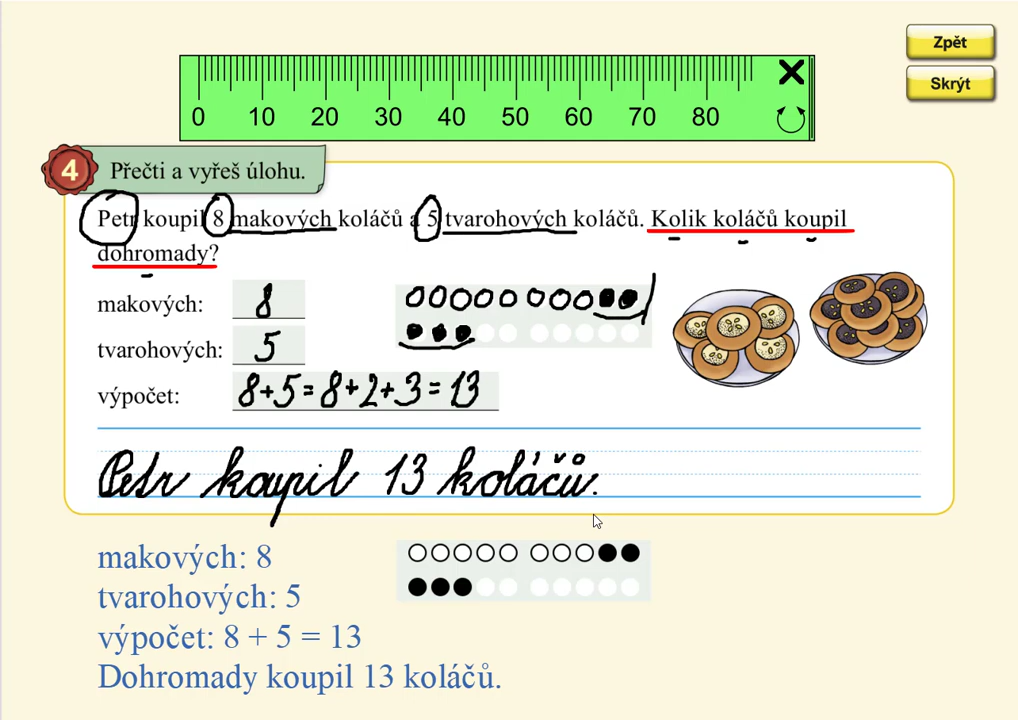 Zpět
Skrýt
0 10 20 30 40 50 60 70 80
4 Přečti a vyřeš úlohu.
Petr koupil 8 makových koláčů a 5 tvarohových koláčů. Kolik koláčů koupil
dohromady?
makových: 8
tvarohových: 5
výpočet: 8+5=8+2+3=13
Petr koupil 13 koláčů.
makových: 8
tvarohových: 5
výpočet: 8 + 5 = 13
Dohromady koupil 13 koláčů.